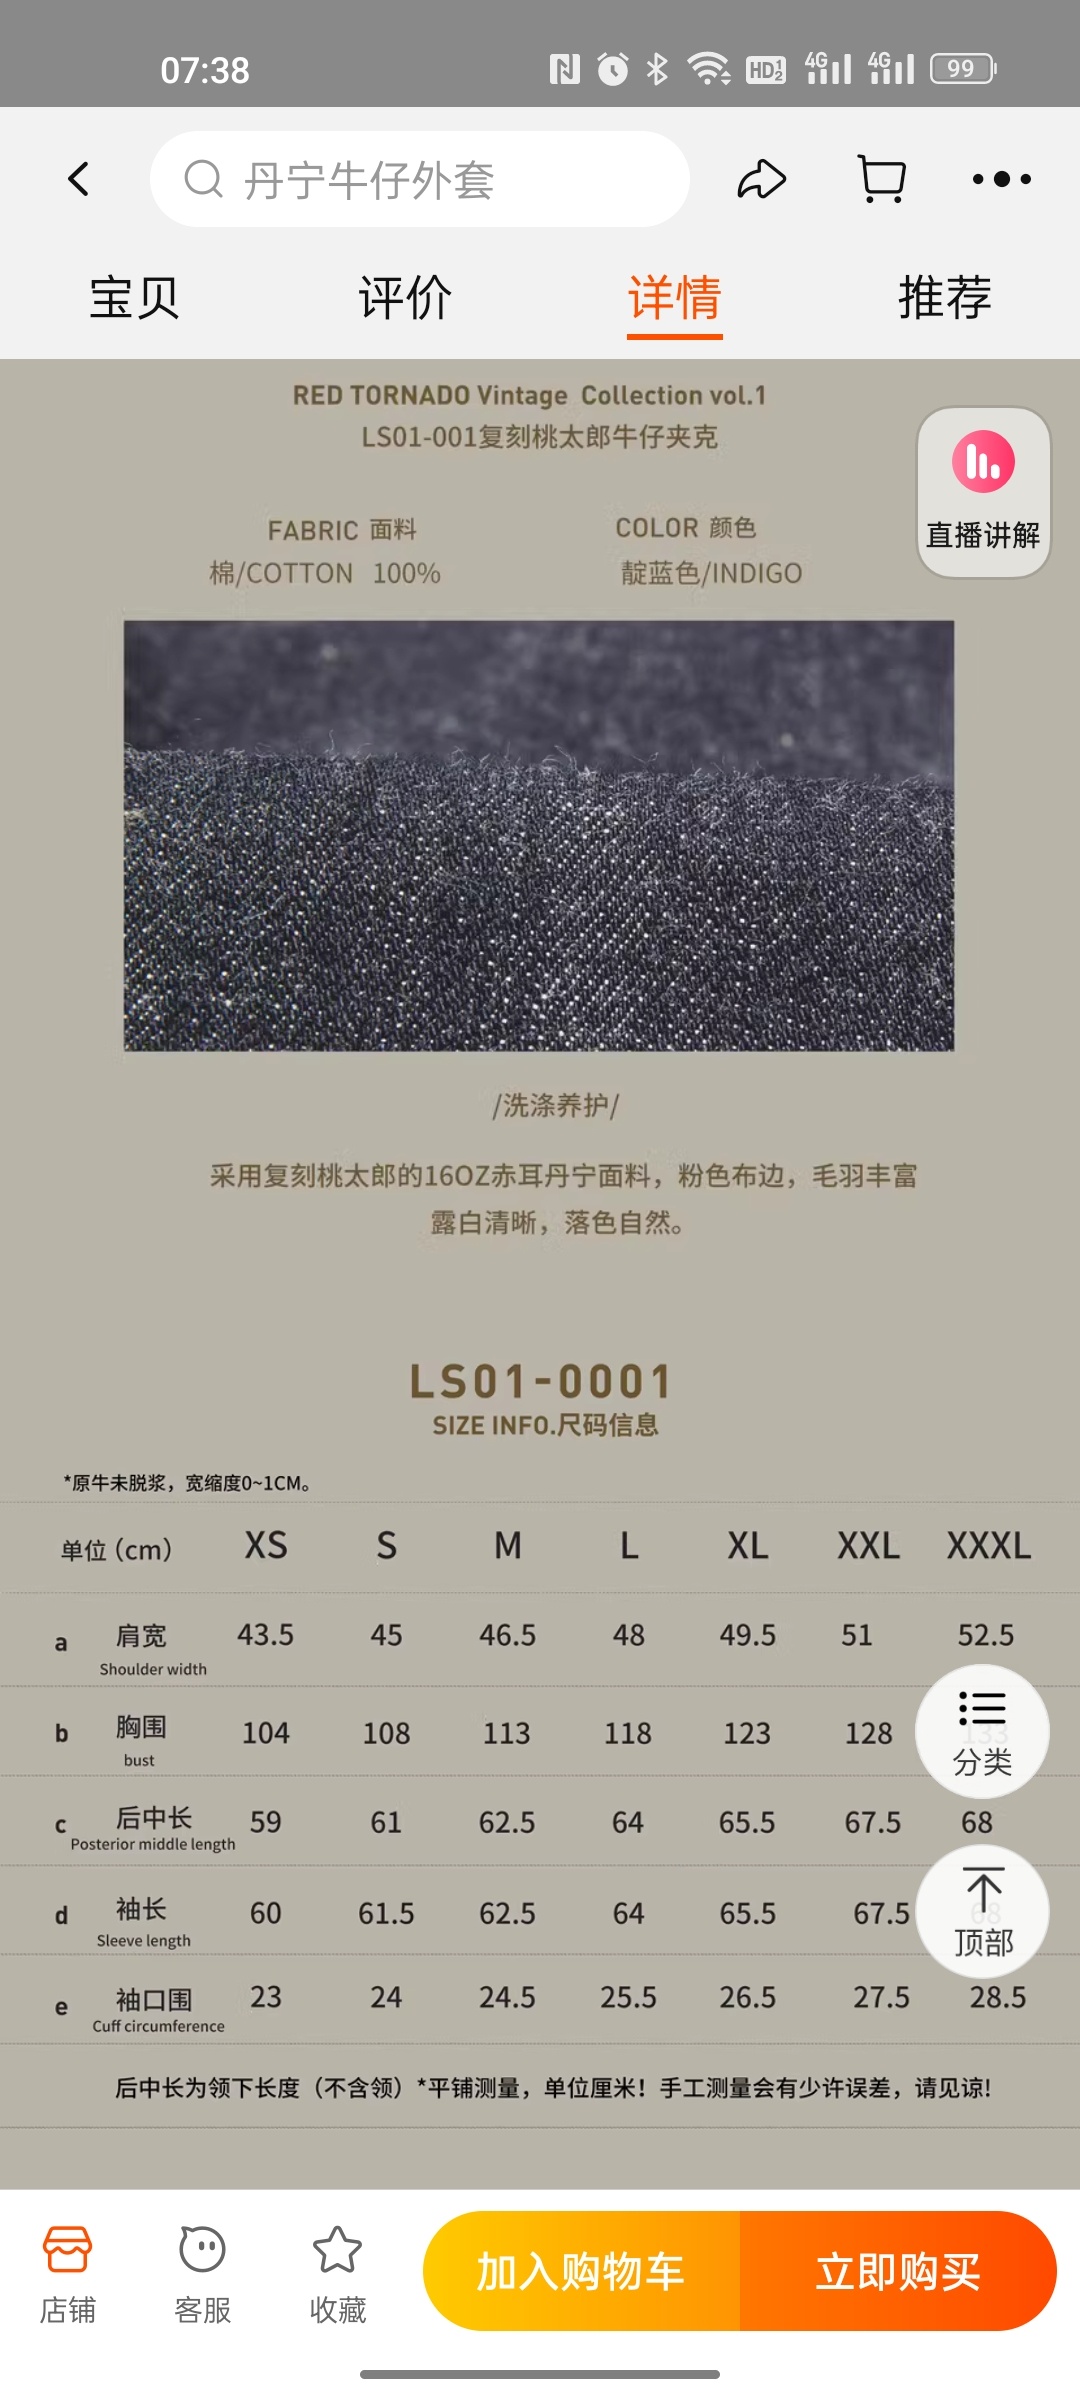 07:38
HD 1 2
4G
4G
99
丹宁牛仔外套
宝贝
评价
详情
推荐
RED TORNADO Vintage Collection vol.1
LS01-001复刻桃太郎牛仔夹克
直播讲解
FABRIC 面料
COLOR 颜色
棉/COTTON 100%
靛蓝色/INDIGO
/洗涤养护/
采用复刻桃太郎的16OZ赤耳丹宁面料，粉色布边，毛羽丰富
露白清晰，落色自然。
LS01-0001
SIZE INFO.尺码信息
*原牛未脱浆，宽缩度0~1CM。
单位（cm） XS S M L XL XXL XXXL
a 肩宽 43.5 45 46.5 48 49.5 51 52.5
Shoulder width
b 胸围 104 108 113 118 123 128 133
bust
分类
c 后中长 59 61 62.5 64 65.5 67.5 68
Posterior middle length
d 袖长 60 61.5 62.5 64 65.5 67.5 68
Sleeve length
顶部
e 袖口围 23 24 24.5 25.5 26.5 27.5 28.5
Cuff circumference
后中长为领下长度（不含领）*平铺测量，单位厘米！手工测量会有少许误差，请见谅!
店铺
客服
收藏
加入购物车
立即购买